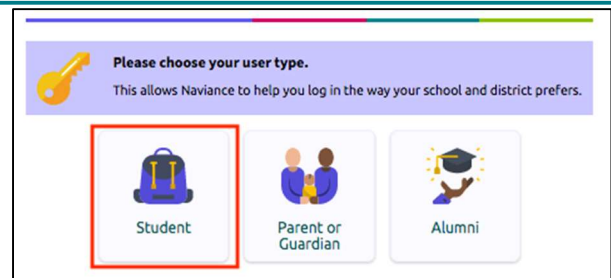 Please choose your user type.
This allows Naviance to help you log in the way your school and district prefers.
Student
Parent or
Guardian
Alumni